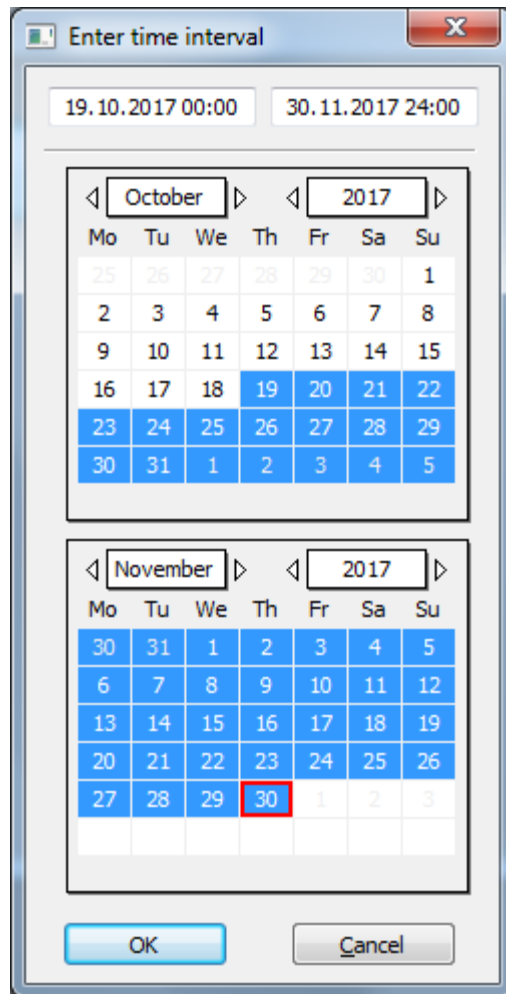 Enter time interval
19.10.2017 00:00 30.11.2017 24:00
October 2017
Mo Tu We Th Fr Sa Su
25 26 27 28 29 30 1
2 3 4 5 6 7 8
9 10 11 12 13 14 15
16 17 18 19 20 21 22
23 24 25 26 27 28 29
30 31 1 2 3 4 5
November 2017
Mo Tu We Th Fr Sa Su
30 31 1 2 3 4 5
6 7 8 9 10 11 12
13 14 15 16 17 18 19
20 21 22 23 24 25 26
27 28 29 30 1 2 3
OK Cancel